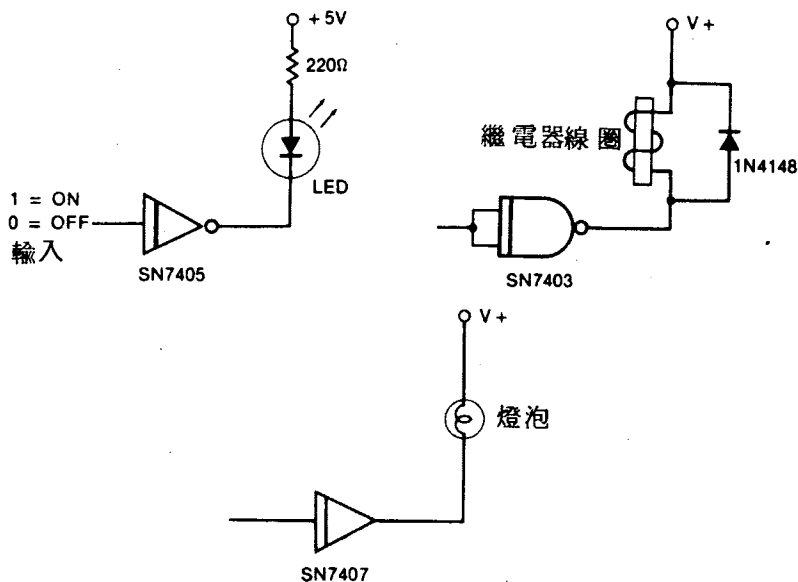 + 5V
220Ω
LED
1 = ON
0 = OFF
輸入
SN7405
V +
繼電器線圈
1N4148
SN7403
V +
燈泡
SN7407